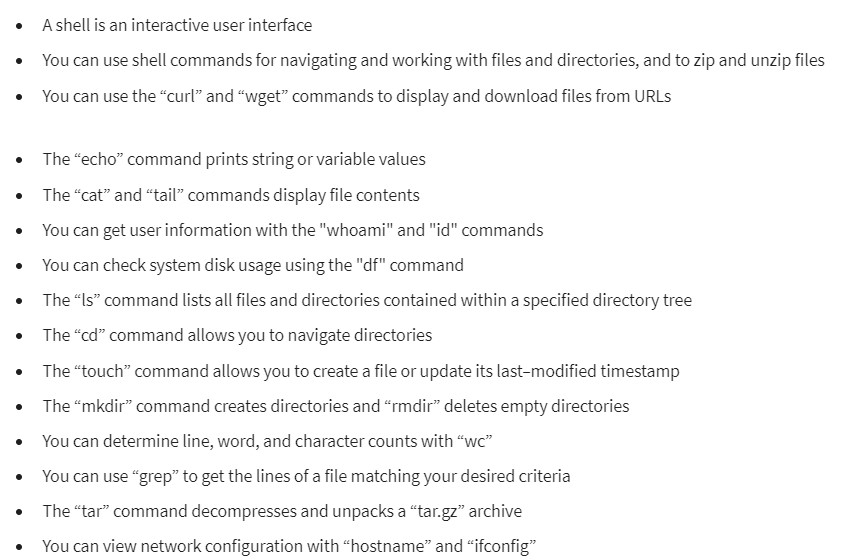 • A shell is an interactive user interface
• You can use shell commands for navigating and working with files and directories, and to zip and unzip files
• You can use the “curl” and “wget” commands to display and download files from URLs
• The “echo” command prints string or variable values
• The “cat” and “tail” commands display file contents
• You can get user information with the "whoami" and "id" commands
• You can check system disk usage using the "df" command
• The “ls” command lists all files and directories contained within a specified directory tree
• The “cd” command allows you to navigate directories
• The “touch” command allows you to create a file or update its last–modified timestamp
• The “mkdir” command creates directories and “rmdir” deletes empty directories
• You can determine line, word, and character counts with “wc”
• You can use “grep” to get the lines of a file matching your desired criteria
• The “tar” command decompresses and unpacks a “tar.gz” archive
• You can view network configuration with “hostname” and “ifconfig”